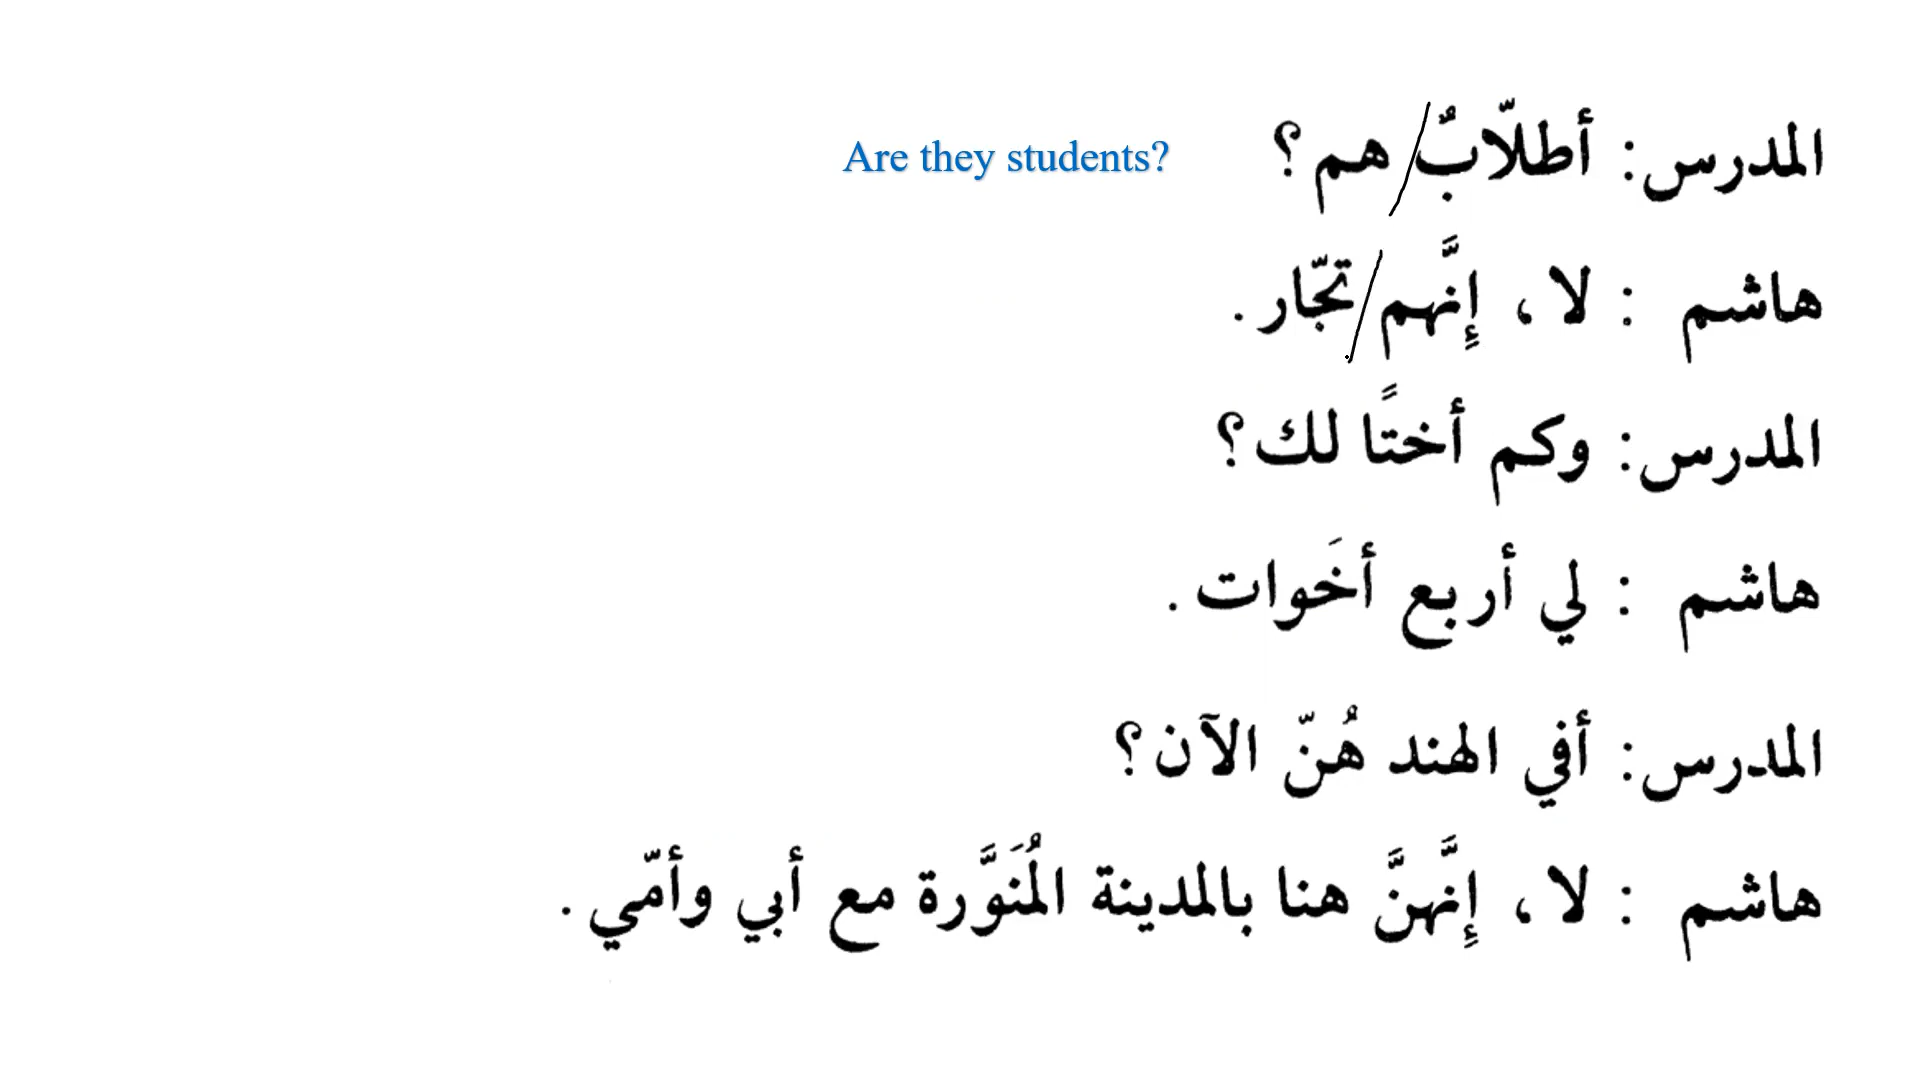 المدرس: أطلّابٌ / هم؟ Are they students?
هاشم : لا، إِنَّهم / تجّار.
المدرس: وكم أختًا لك؟
هاشم : لي أربع أخَوات.
المدرس: أفي الهند هُنّ الآن؟
هاشم : لا، إِنَّهنَّ هنا بالمدينة المُنَوَّرة مع أبي وأمّي.